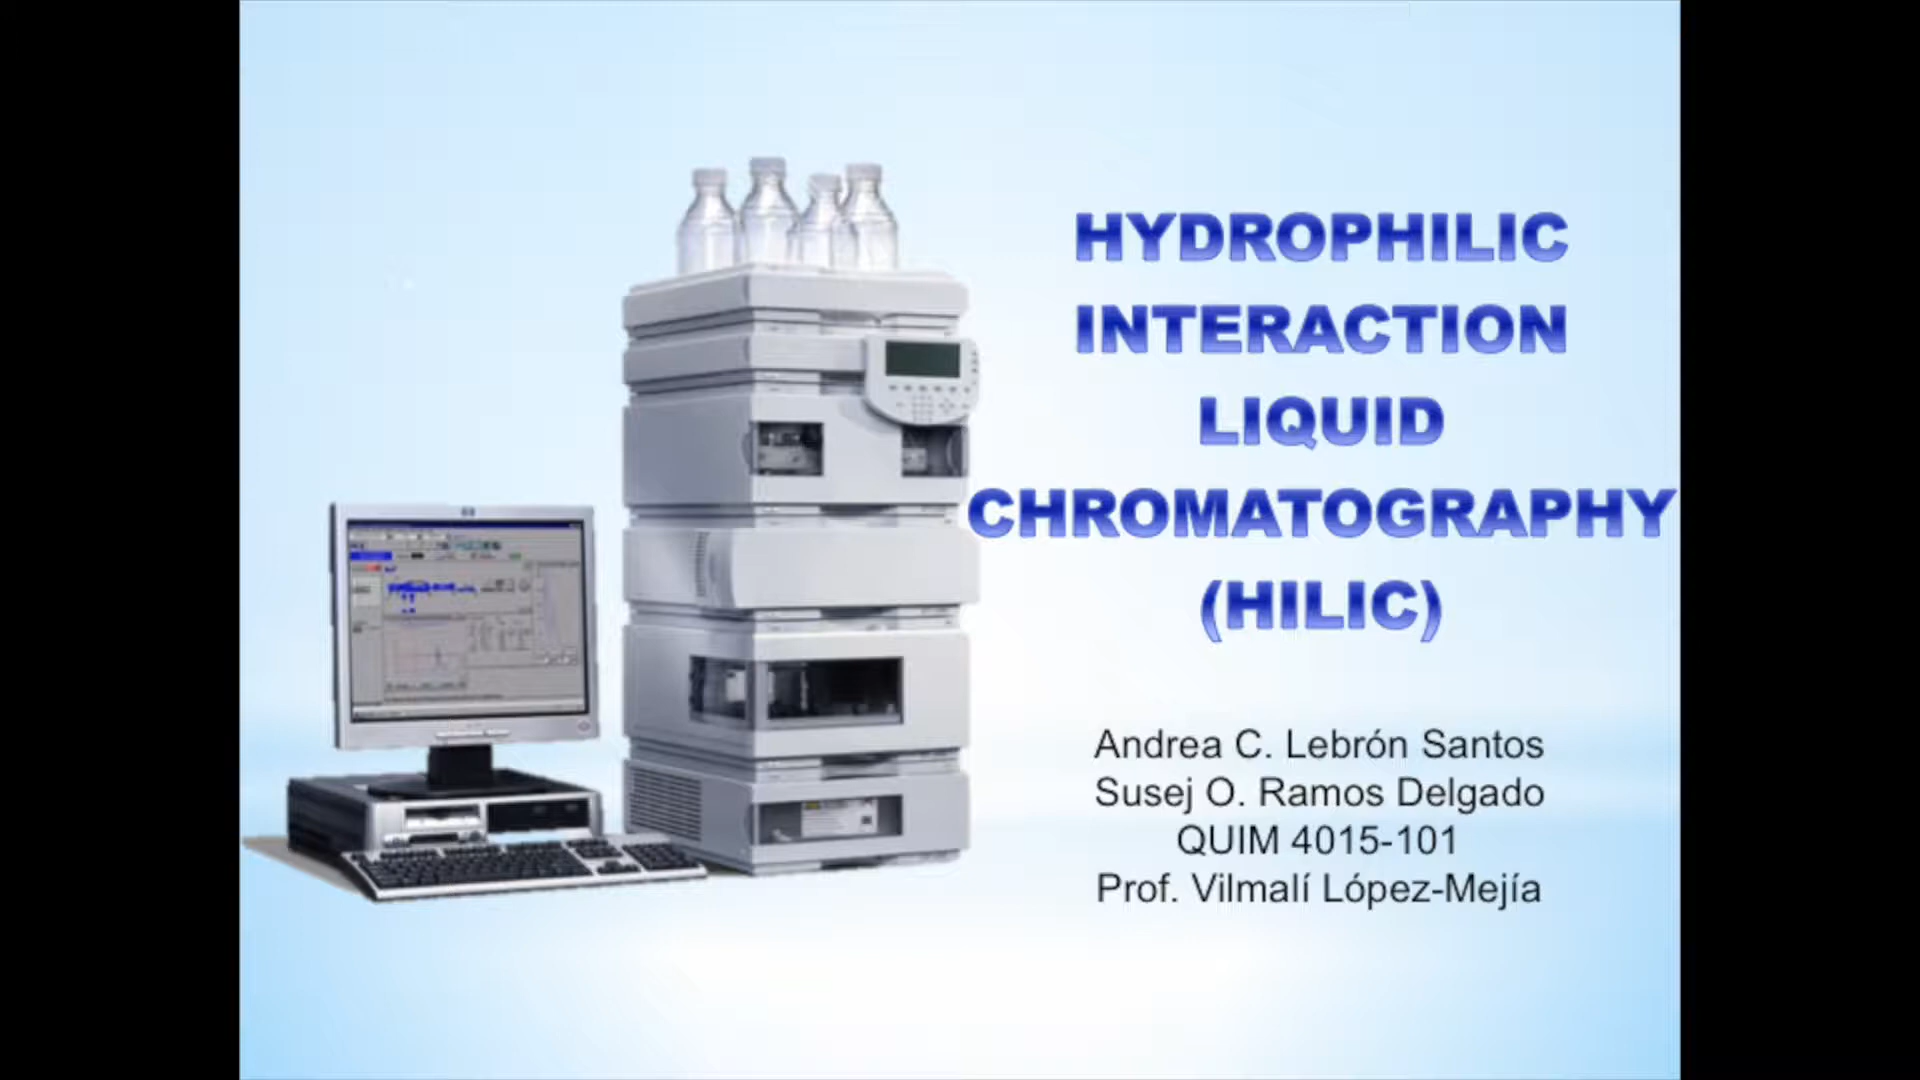 HYDROPHILIC
INTERACTION
LIQUID
CHROMATOGRAPHY
(HILIC)
Andrea C. Lebrón Santos
Susej O. Ramos Delgado
QUIM 4015-101
Prof. Vilmalí López-Mejía